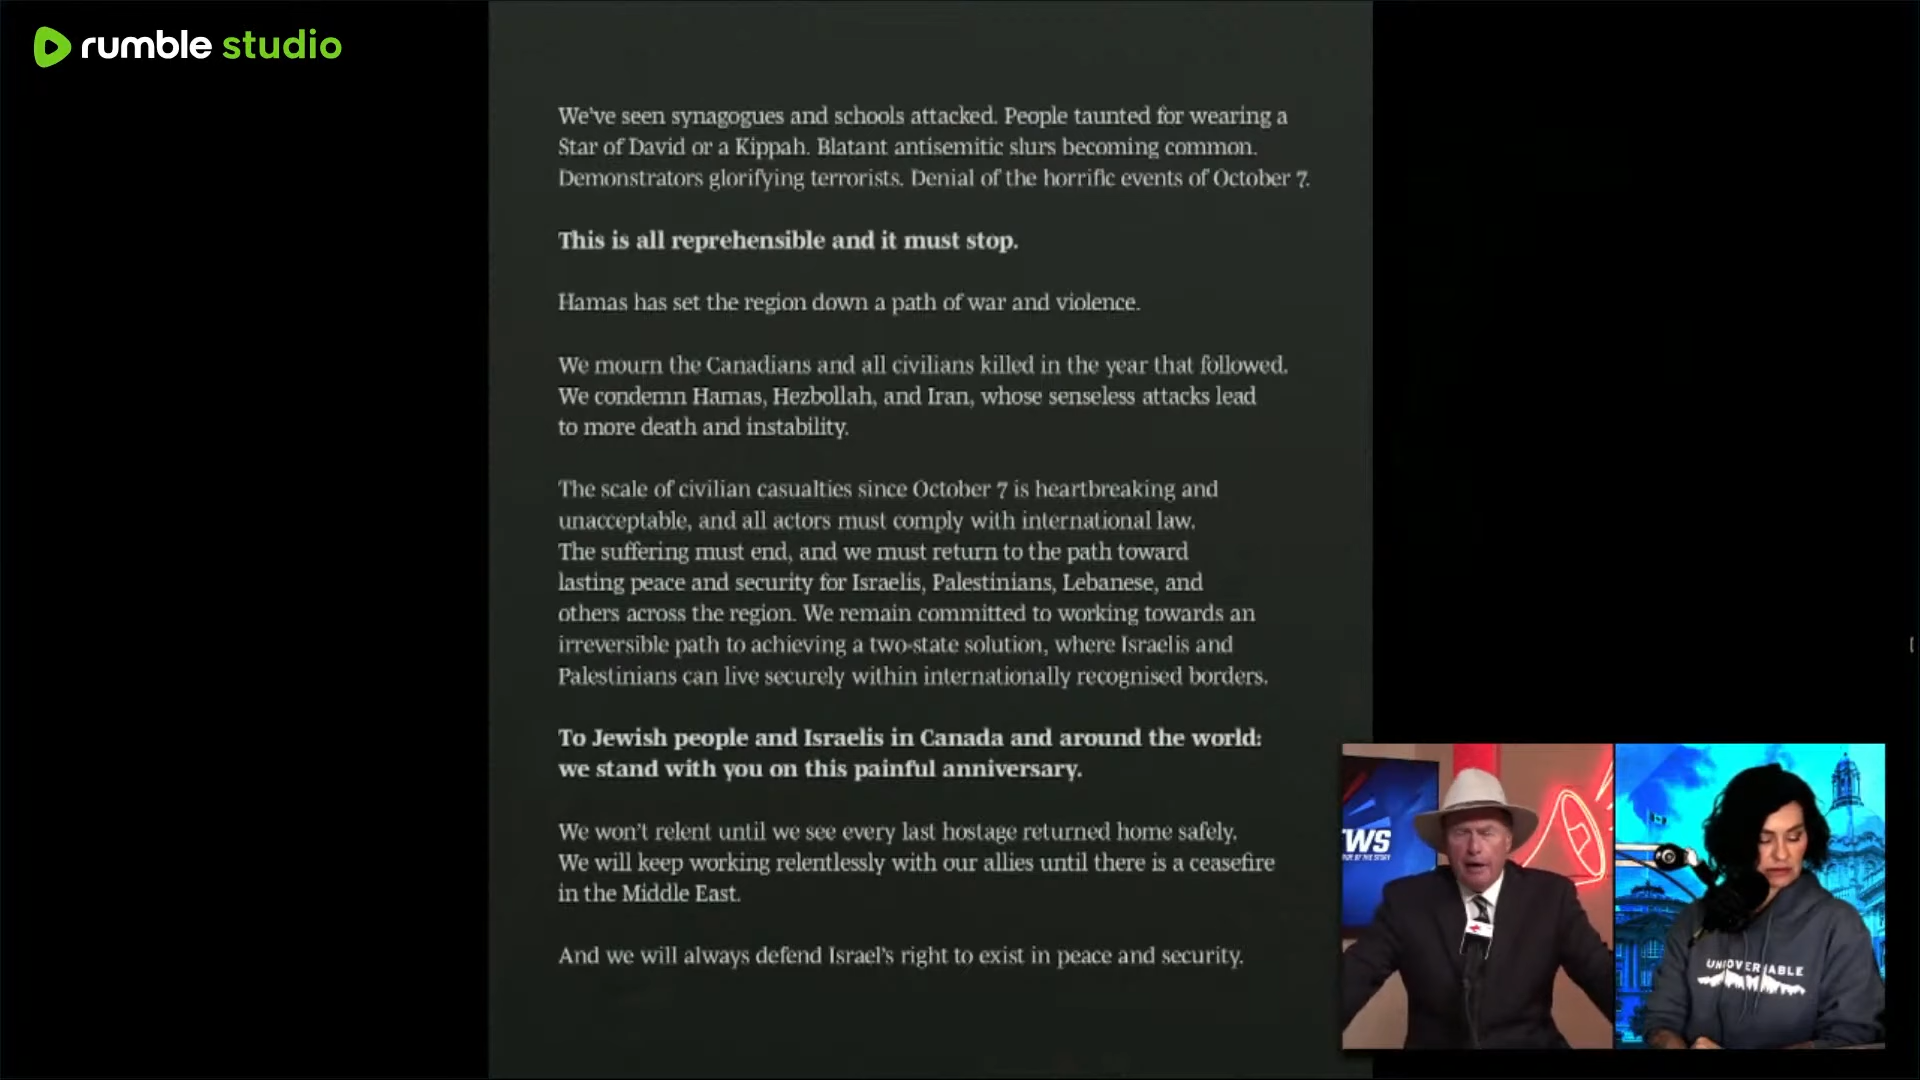 rumble studio
We've seen synagogues and schools attacked. People taunted for wearing a
Star of David or a Kippah. Blatant antisemitic slurs becoming common.
Demonstrators glorifying terrorists. Denial of the horrific events of October 7.
This is all reprehensible and it must stop.
Hamas has set the region down a path of war and violence.
We mourn the Canadians and all civilians killed in the year that followed.
We condemn Hamas, Hezbollah, and Iran, whose senseless attacks lead
to more death and instability.
The scale of civilian casualties since October 7 is heartbreaking and
unacceptable, and all actors must comply with international law.
The suffering must end, and we must return to the path toward
lasting peace and security for Israelis, Palestinians, Lebanese, and
others across the region. We remain committed to working towards an
irreversible path to achieving a two-state solution, where Israelis and
Palestinians can live securely within internationally recognised borders.
To Jewish people and Israelis in Canada and around the world:
we stand with you on this painful anniversary.
We won't relent until we see every last hostage returned home safely.
We will keep working relentlessly with our allies until there is a ceasefire
in the Middle East.
And we will always defend Israel's right to exist in peace and security.
EWS